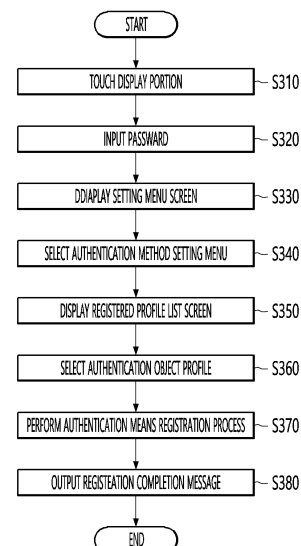 START
TOUCH DISPLAY PORTION
S310
INPUT PASSWARD
S320
DDIAPLAY SETTING MENU SCREEN
S330
SELECT AUTHENTICATION METHOD SETTING MENU
S340
DISPLAY REGISTERED PROFILE LIST SCREEN
S350
SELECT AUTHENTICATION OBJECT PROFILE
S360
PERFORM AUTHENTICATION MEANS REGISTRATION PROCESS
S370
OUTPUT REGISTEATION COMPLETION MESSAGE
S380
END